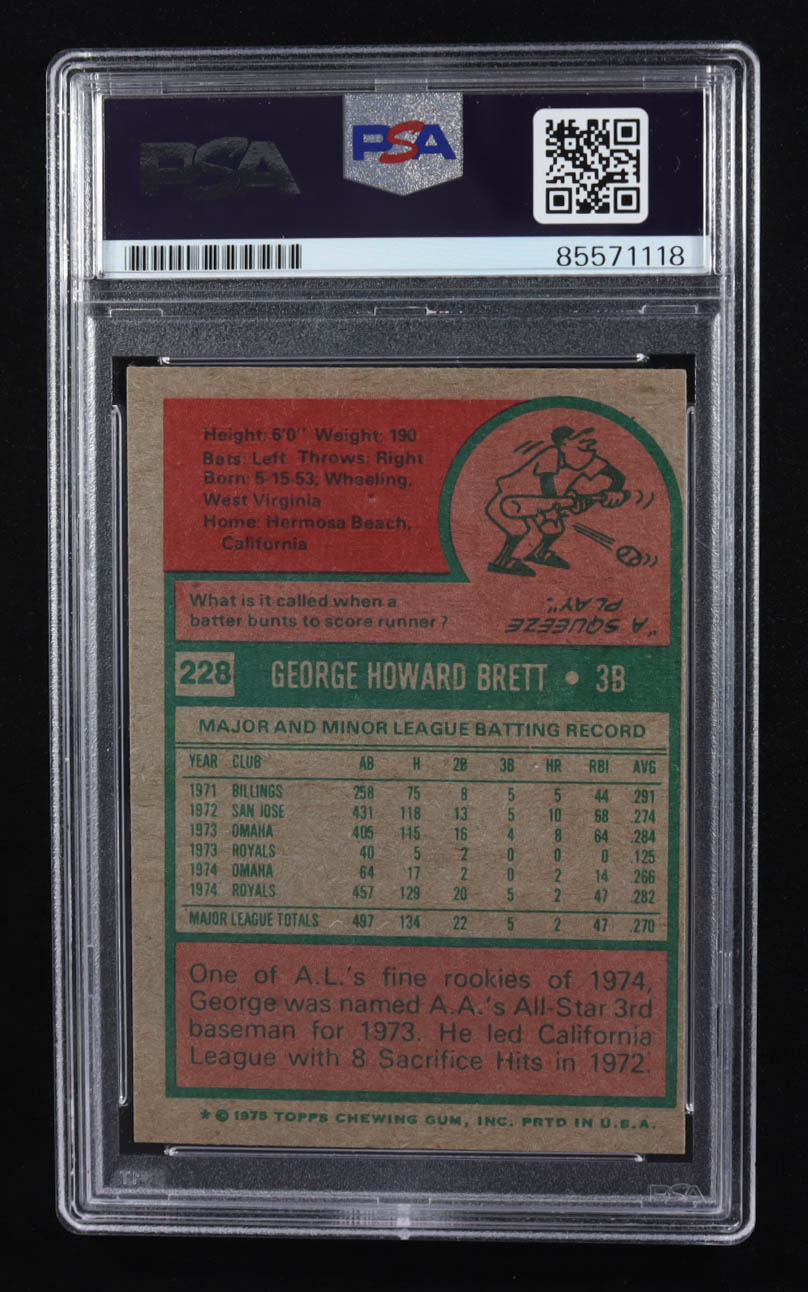 PSA PSA
85571118
Height: 6'0" Weight: 190
Bats: Left Throws: Right
Born: 5-15-53, Wheeling,
West Virginia
Home: Hermosa Beach,
California
What is it called when a
batter bunts to score runner?
"A SQUEEZE
PLAY".
228 GEORGE HOWARD BRETT • 3B
MAJOR AND MINOR LEAGUE BATTING RECORD
YEAR CLUB AB H 2B 3B HR RBI AVG
1971 BILLINGS 258 75 8 5 5 44 .291
1972 SAN JOSE 431 118 13 5 10 68 .274
1973 OMAHA 405 115 16 4 8 64 .284
1973 ROYALS 40 5 2 0 0 0 .125
1974 OMAHA 64 17 2 0 2 14 .266
1974 ROYALS 457 129 20 5 2 47 .282
MAJOR LEAGUE TOTALS 497 134 22 5 2 47 .270
One of A.L.'s fine rookies of 1974,
George was named A.A.'s All-Star 3rd
baseman for 1973. He led California
League with 8 Sacrifice Hits in 1972.
* © 1975 TOPPS CHEWING GUM, INC. PRTD IN U.S.A.
PSA